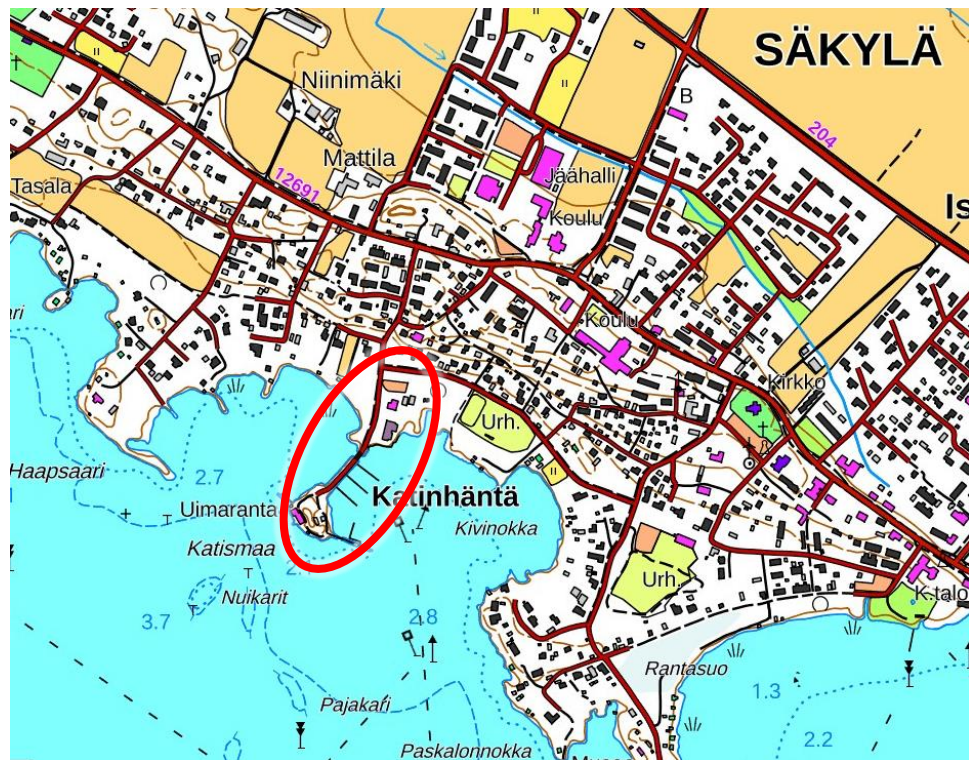 SÄKYLÄ
Niinimäki
B
204
Mattila
Jäähalli
12691
Tasala
Is
Koulu
ari
Koulu
Kirkko
Urh.
2.7
Haapsaari
Katinhäntä
Uimaranta
Kivinokka
Katismaa
Nuikarit
Urh.
K.talo
3.7
2.8
Rantasuo
1.3
Pajakari
2.2
Paskalonnokka